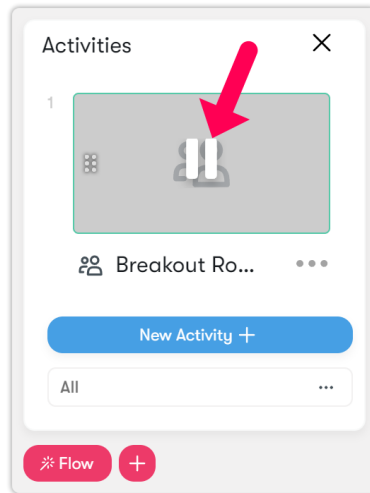 Activities
1
Breakout Ro...
New Activity +
All
Flow